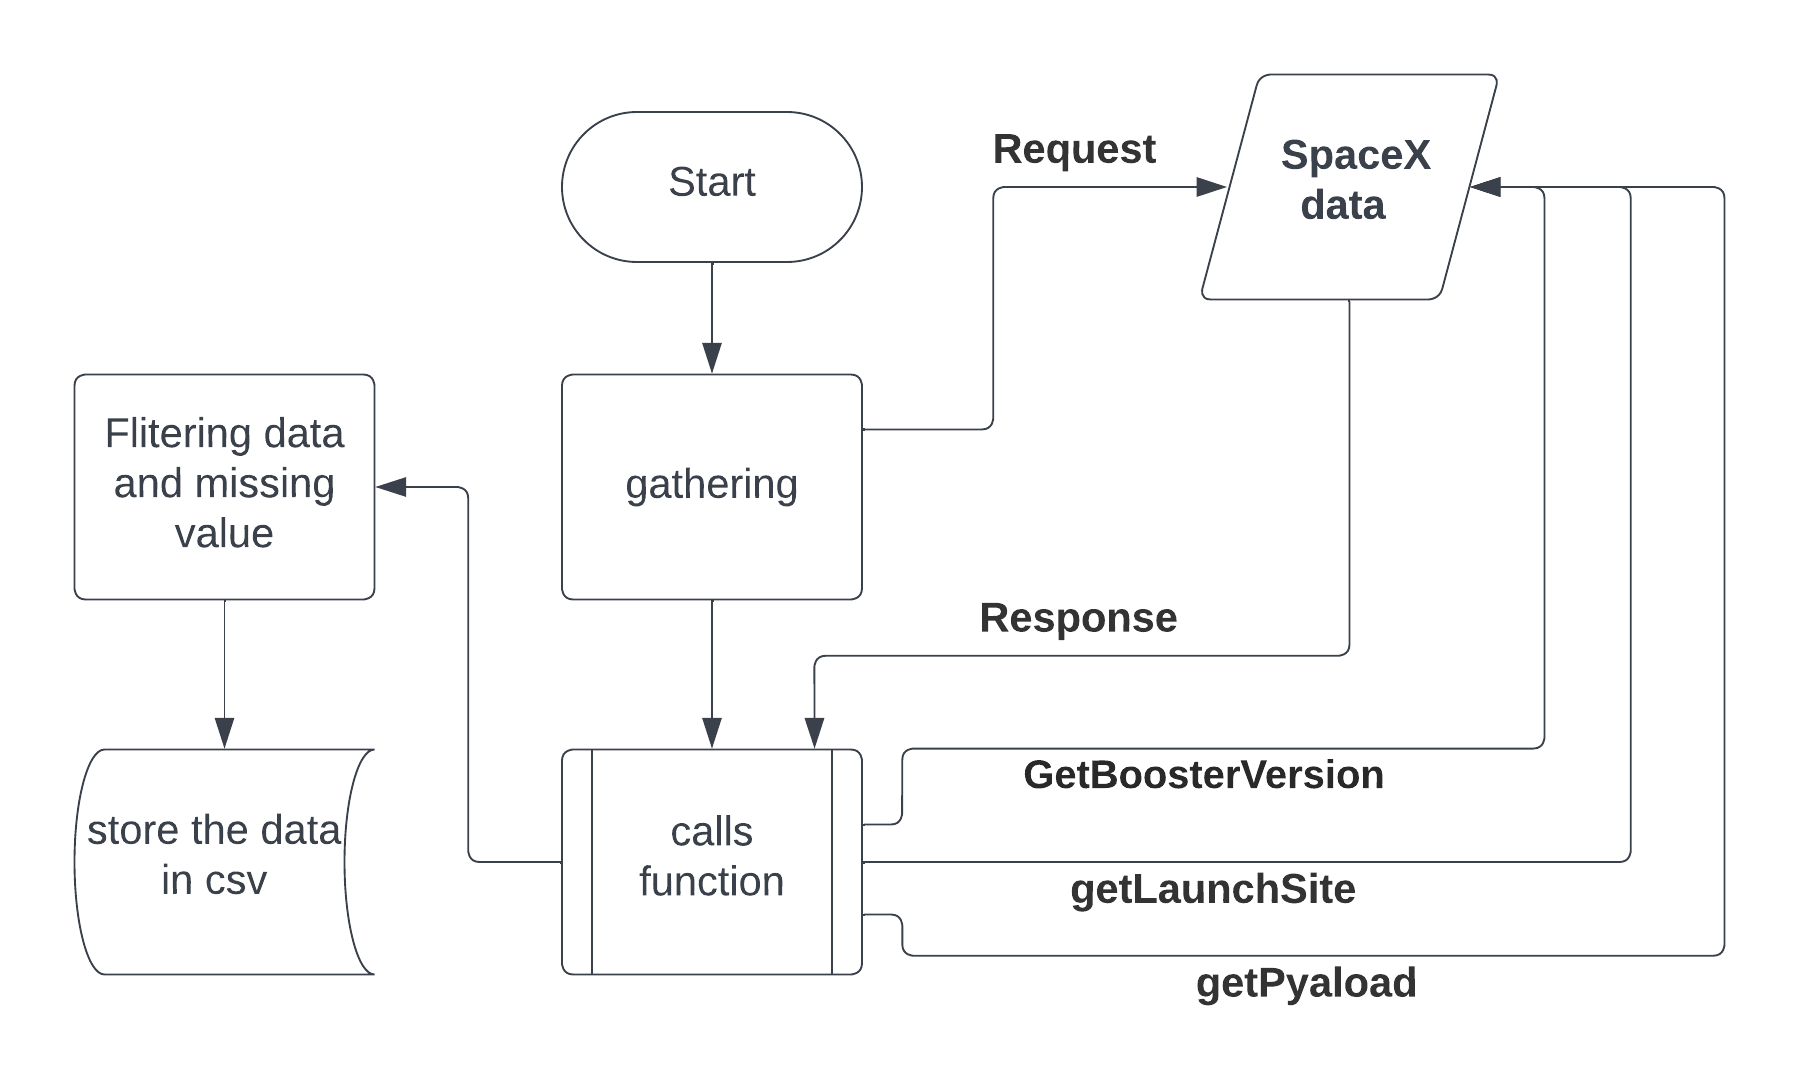 Start
Request
SpaceX
data
gathering
Flitering data
and missing
value
Response
calls
function
GetBoosterVersion
getLaunchSite
getPyaload
store the data
in csv